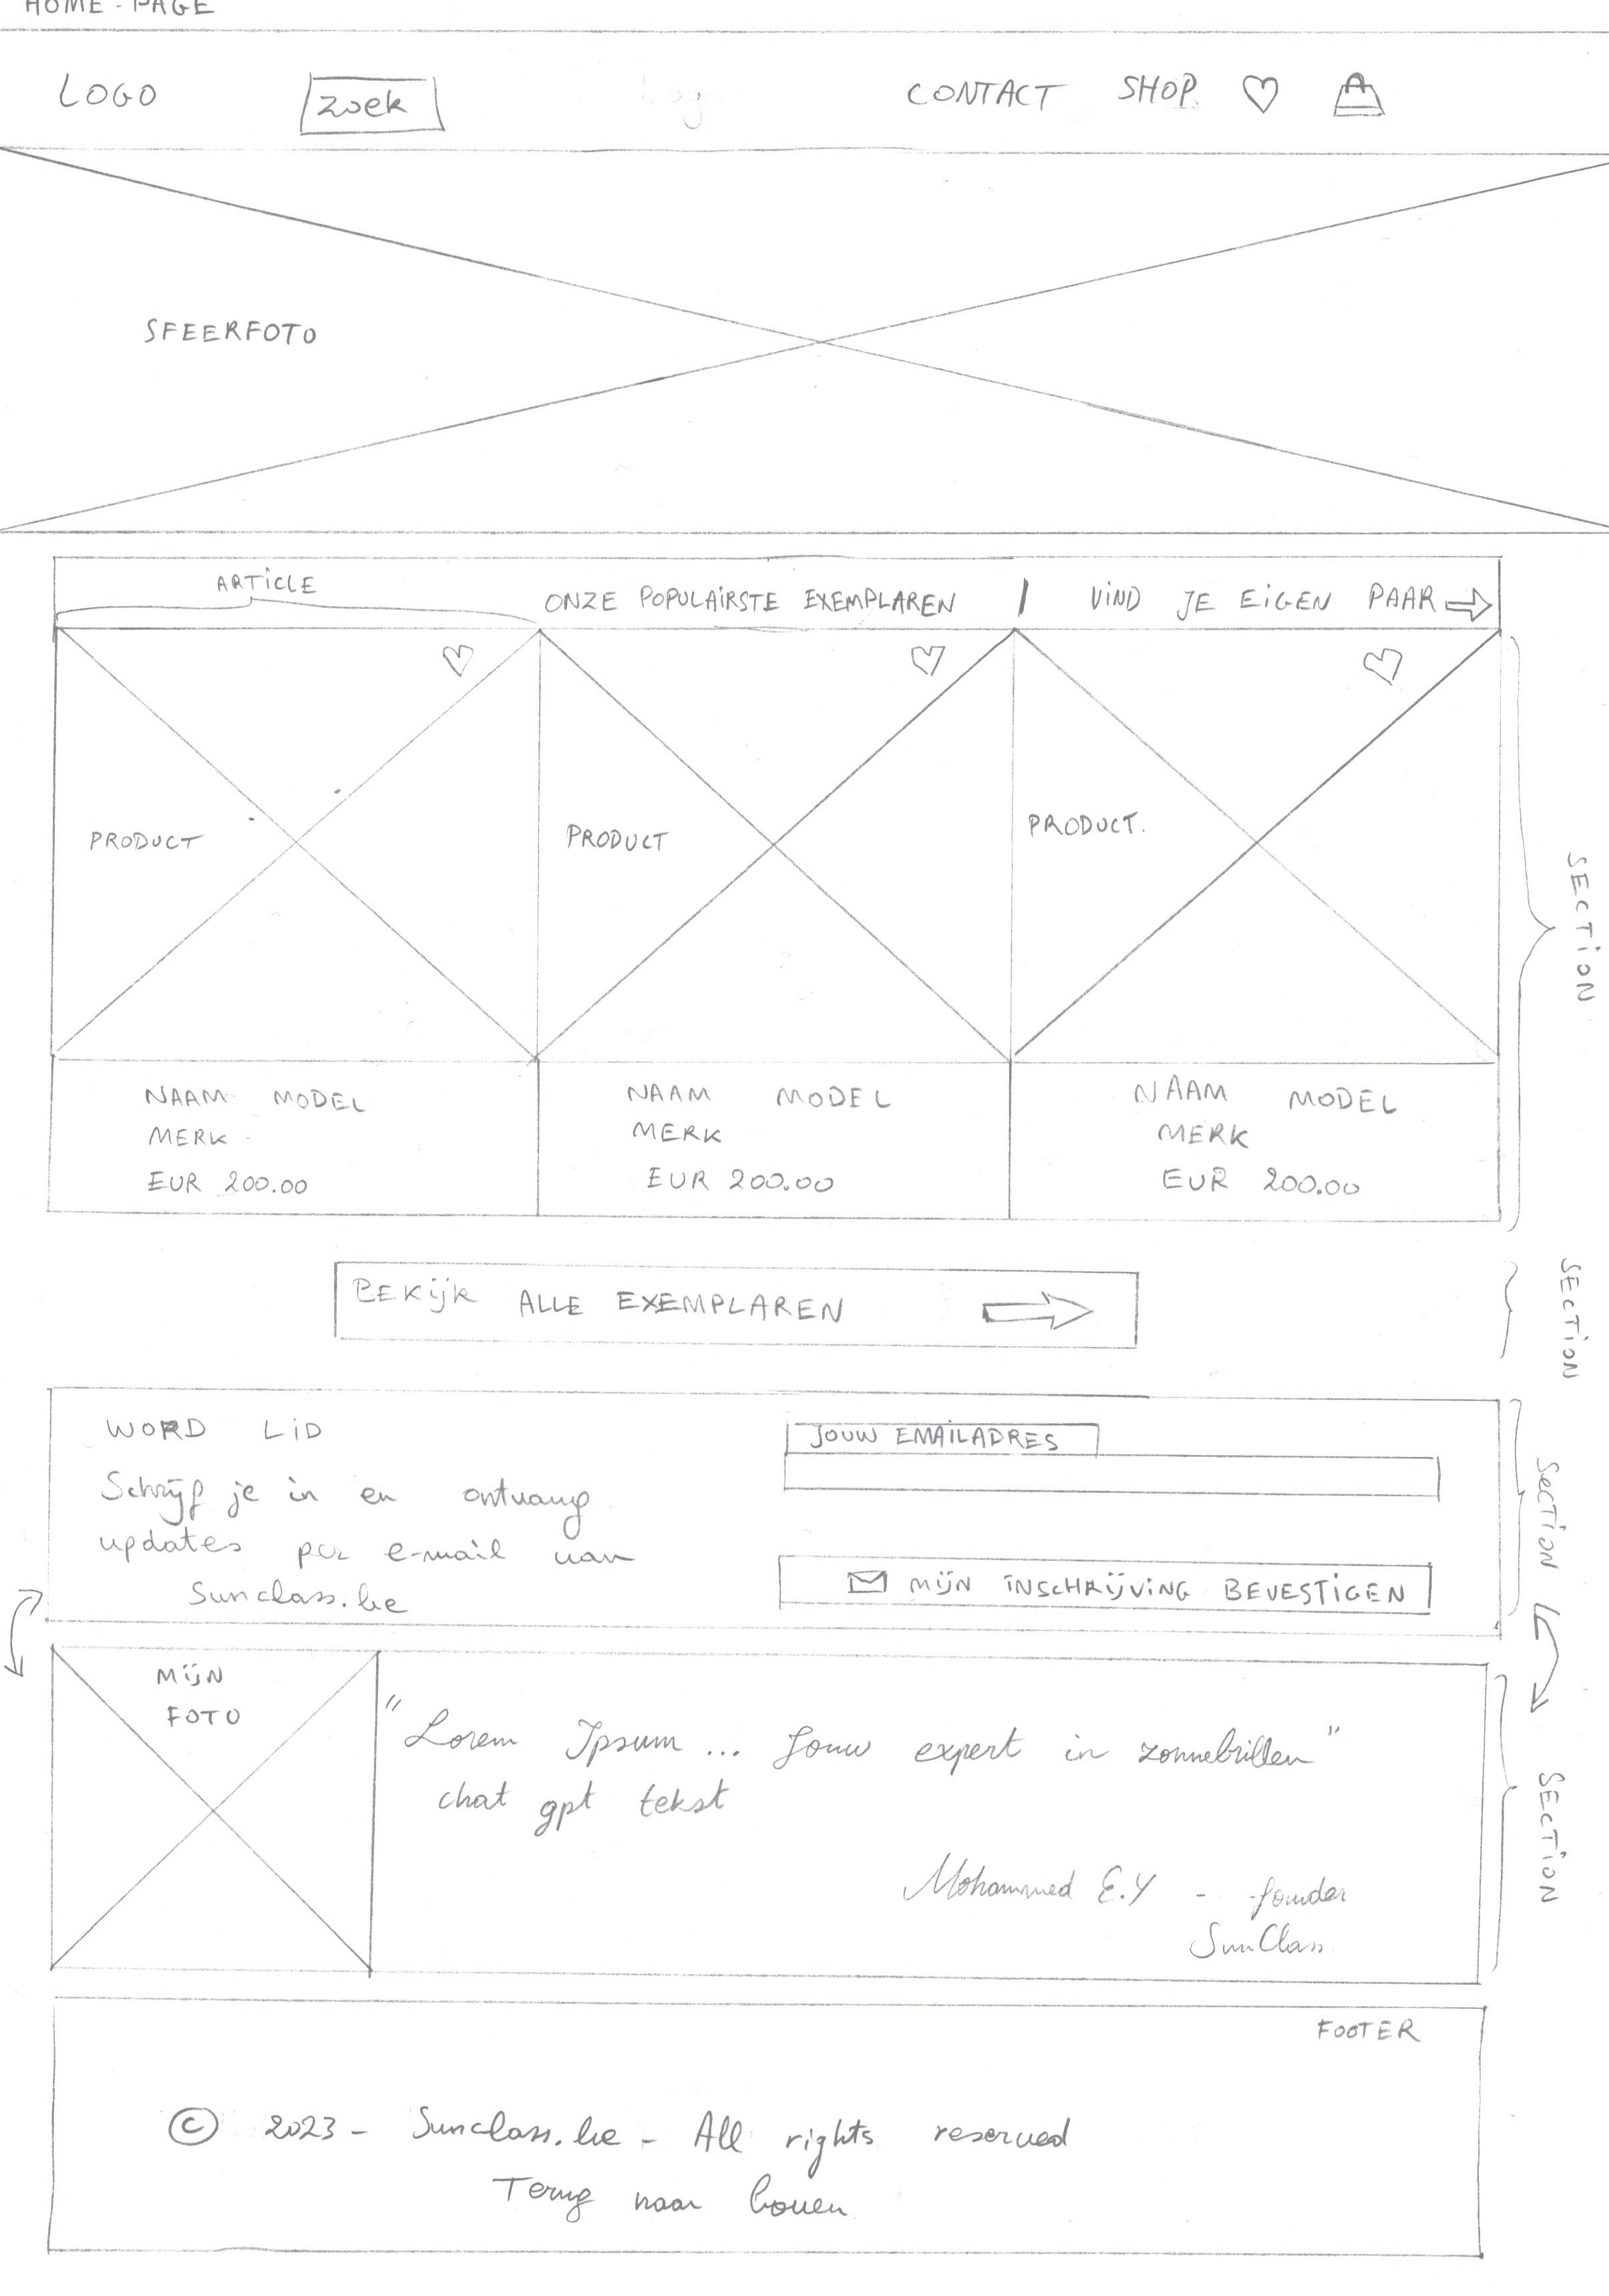 HOME - PAGE
LOGO zoek Logo CONTACT SHOP
SFEERFOTO
ARTiCLE
ONZE POPULAiRSTE EXEMPLAREN | ViND JE EiGEN PAAR
PRODUCT PRODUCT PRODUCT.
NAAM MODEL
MERK -
EUR 200.00
NAAM MODEL
MERK
EUR 200.00
NAAM MODEL
MERK
EUR 200.00
SECTiON
BEKijK ALLE EXEMPLAREN
SECTiON
WORD LiD
Schrijf je in en ontvang
updates per e-mail van
Sunclass.be
JOUW EMAiLADRES
MijN iNSCHRijViNG BEVESTiGEN
SECTiON
MijN
FOTO
"Lorem Ipsum ... Jouw expert in zonnebrillen"
chat gpt tekst
Mohammed E.Y - founder
SunClass
SECTiON
FOOTER
© 2023 - Sunclass.be - All rights reserved
Terug naar boven